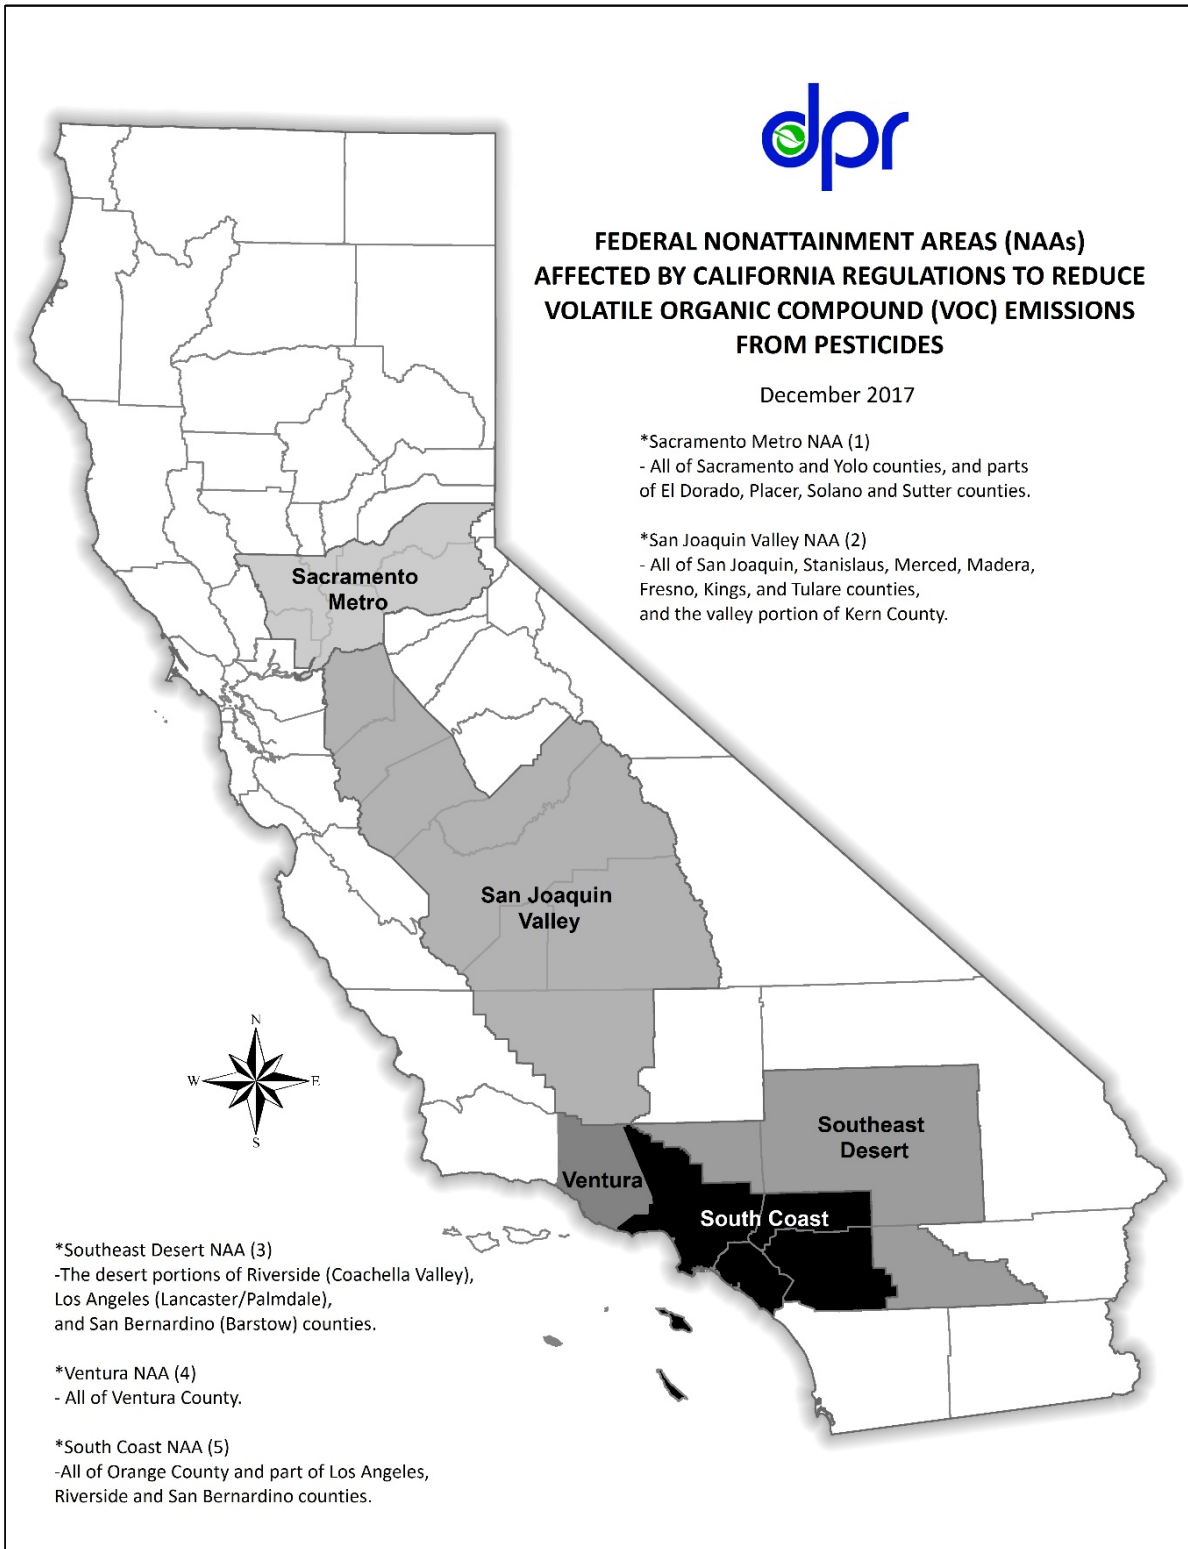 dpr
FEDERAL NONATTAINMENT AREAS (NAAs)
AFFECTED BY CALIFORNIA REGULATIONS TO REDUCE
VOLATILE ORGANIC COMPOUND (VOC) EMISSIONS
FROM PESTICIDES
December 2017
*Sacramento Metro NAA (1)
- All of Sacramento and Yolo counties, and parts
of El Dorado, Placer, Solano and Sutter counties.
*San Joaquin Valley NAA (2)
- All of San Joaquin, Stanislaus, Merced, Madera,
Fresno, Kings, and Tulare counties,
and the valley portion of Kern County.
Sacramento
Metro
San Joaquin
Valley
N
W E
S
Southeast
Desert
Ventura
South Coast
*Southeast Desert NAA (3)
-The desert portions of Riverside (Coachella Valley),
Los Angeles (Lancaster/Palmdale),
and San Bernardino (Barstow) counties.
*Ventura NAA (4)
- All of Ventura County.
*South Coast NAA (5)
-All of Orange County and part of Los Angeles,
Riverside and San Bernardino counties.